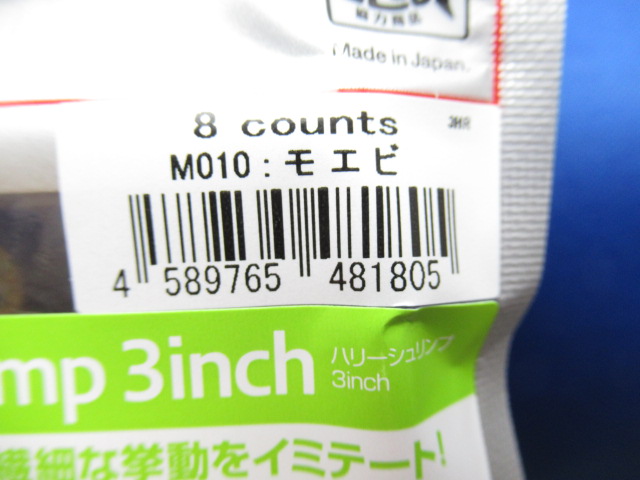 Made in Japan.
8 counts
3HR
M010:モエビ
4 589765 481805
mp 3inch
ハリーシュリンプ
3inch
繊細な挙動をイミテート!